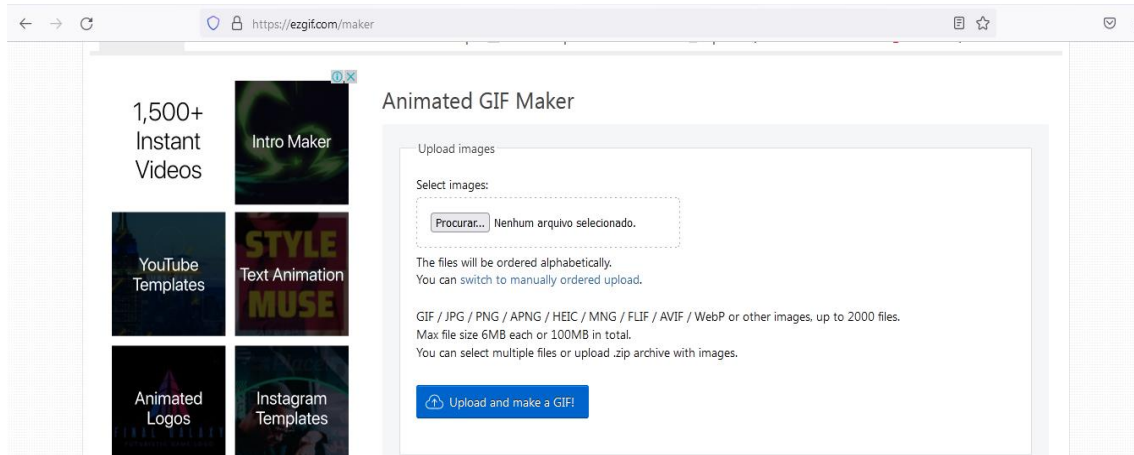 https://ezgif.com/maker
1,500+
Instant
Videos
Intro Maker
YouTube
Templates
STYLE
Text Animation
MUSE
Animated
Logos
Instagram
Templates
Animated GIF Maker
Upload images
Select images:
Procurar... Nenhum arquivo selecionado.
The files will be ordered alphabetically.
You can switch to manually ordered upload.
GIF / JPG / PNG / APNG / HEIC / MNG / FLIF / AVIF / WebP or other images, up to 2000 files.
Max file size 6MB each or 100MB in total.
You can select multiple files or upload .zip archive with images.
Upload and make a GIF!